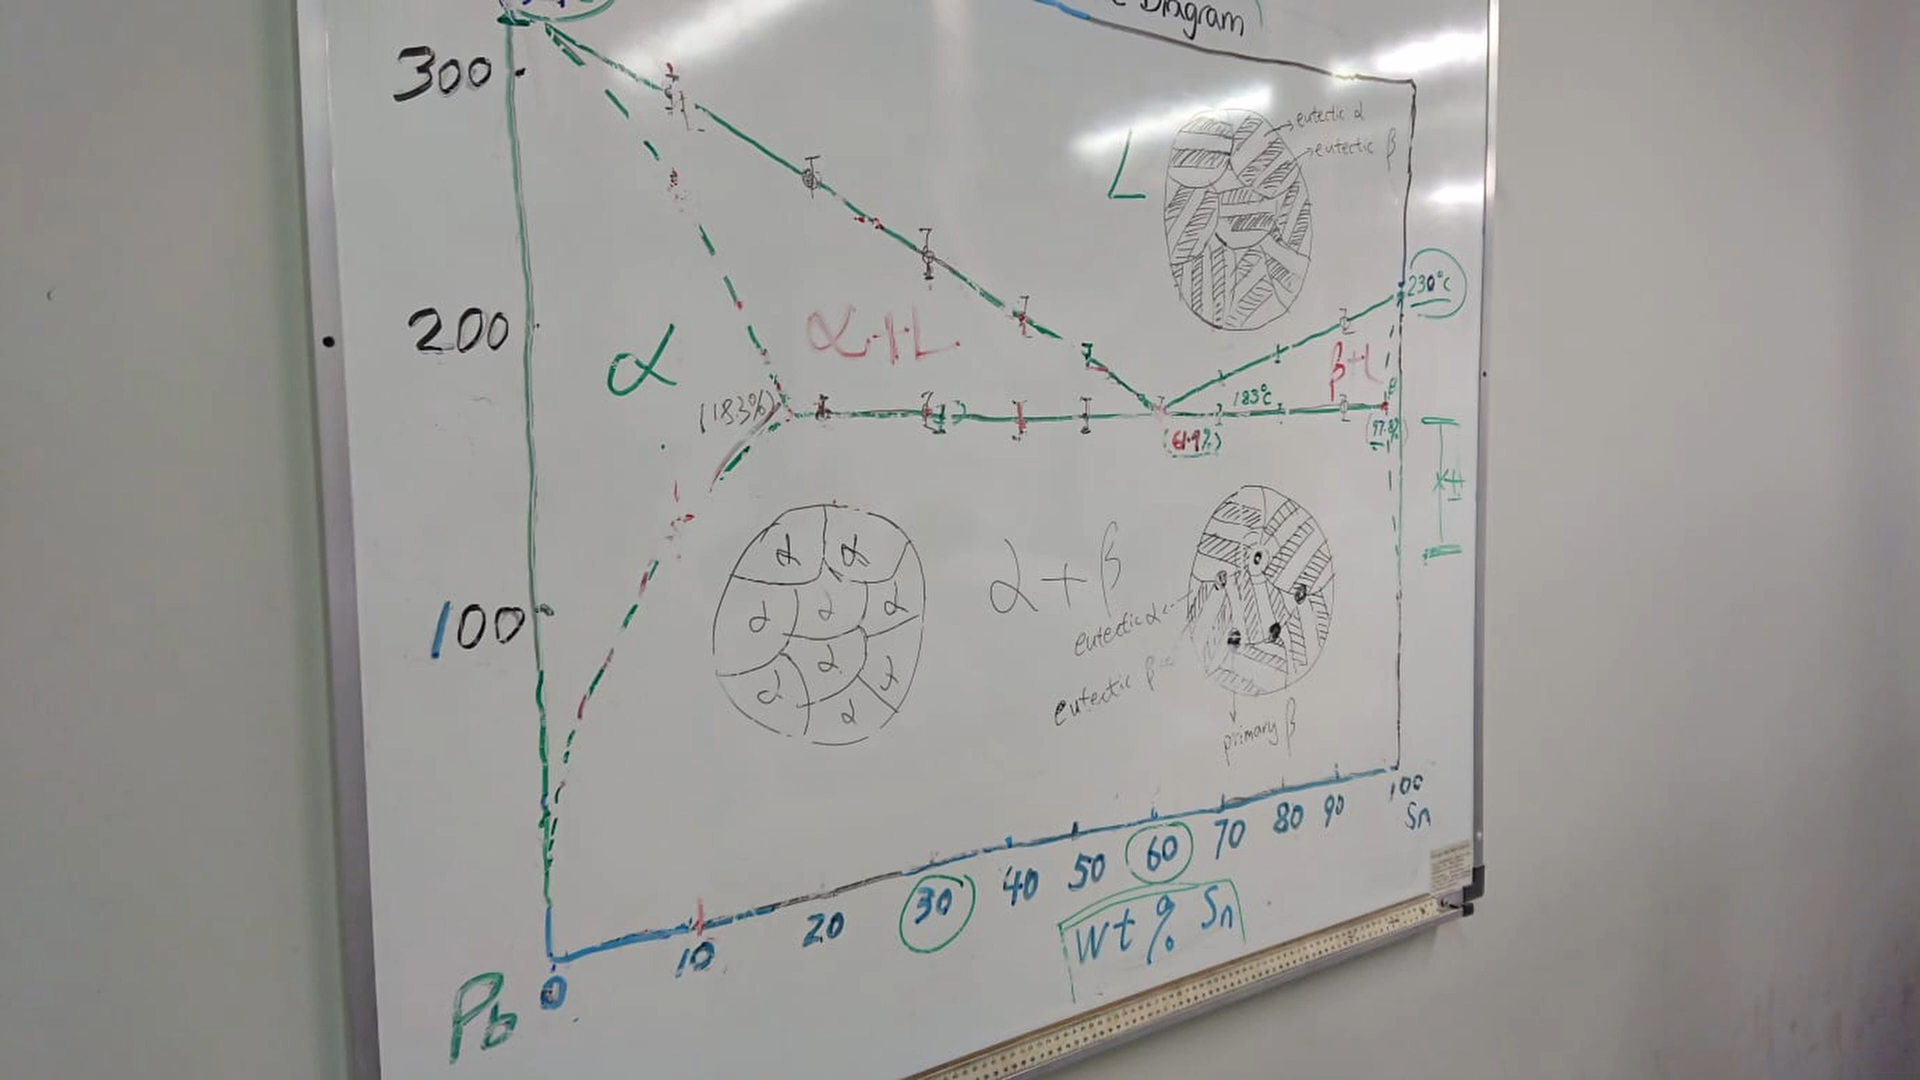 Diagram
300
eutectic α
eutectic β
L
230°c
200
α+L
β+L
α
183°c
(18.3%)
(61.9%)
(97.8%)
α
α
α
α
α
α
α
α
α
α + β
100
eutectic α
eutectic β
primary β
100
Sn
0
10
20
30
40
50
60
70
80
90
wt % Sn
Pb